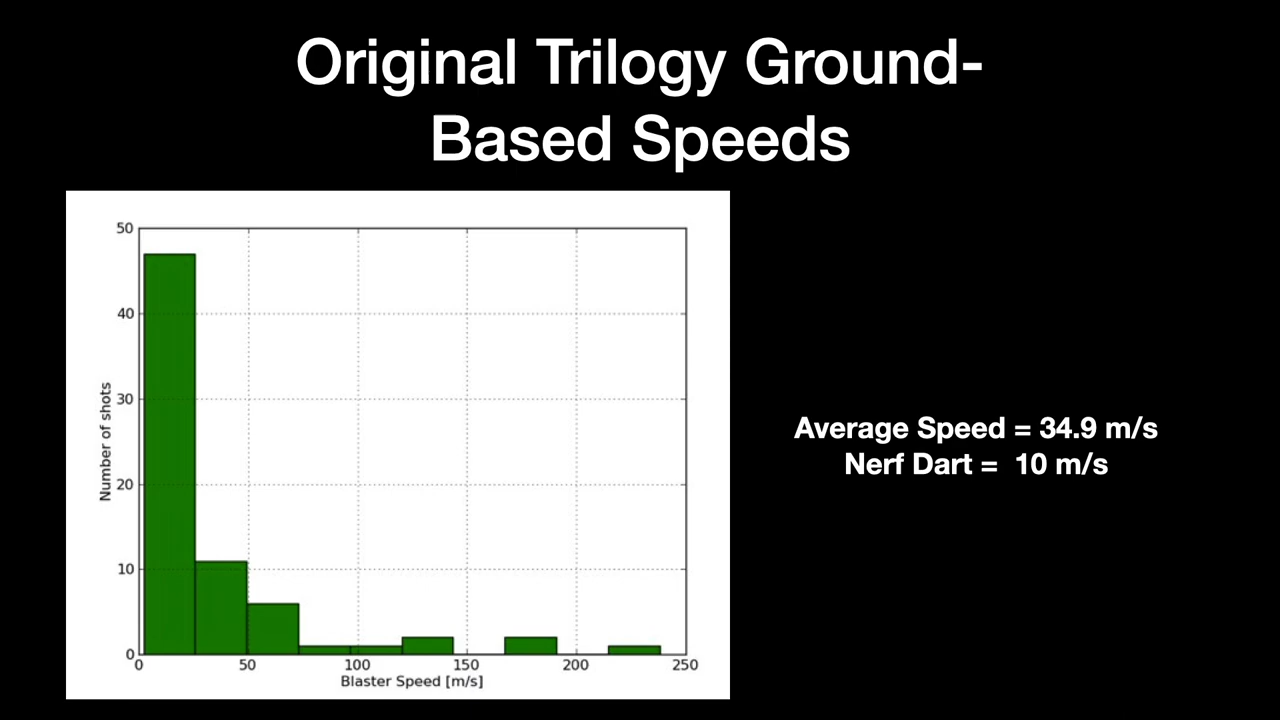 Original Trilogy Ground-
Based Speeds
50
40
30
20
10
0
Number of shots
0 50 100 150 200 250
Blaster Speed [m/s]
Average Speed = 34.9 m/s
Nerf Dart =  10 m/s